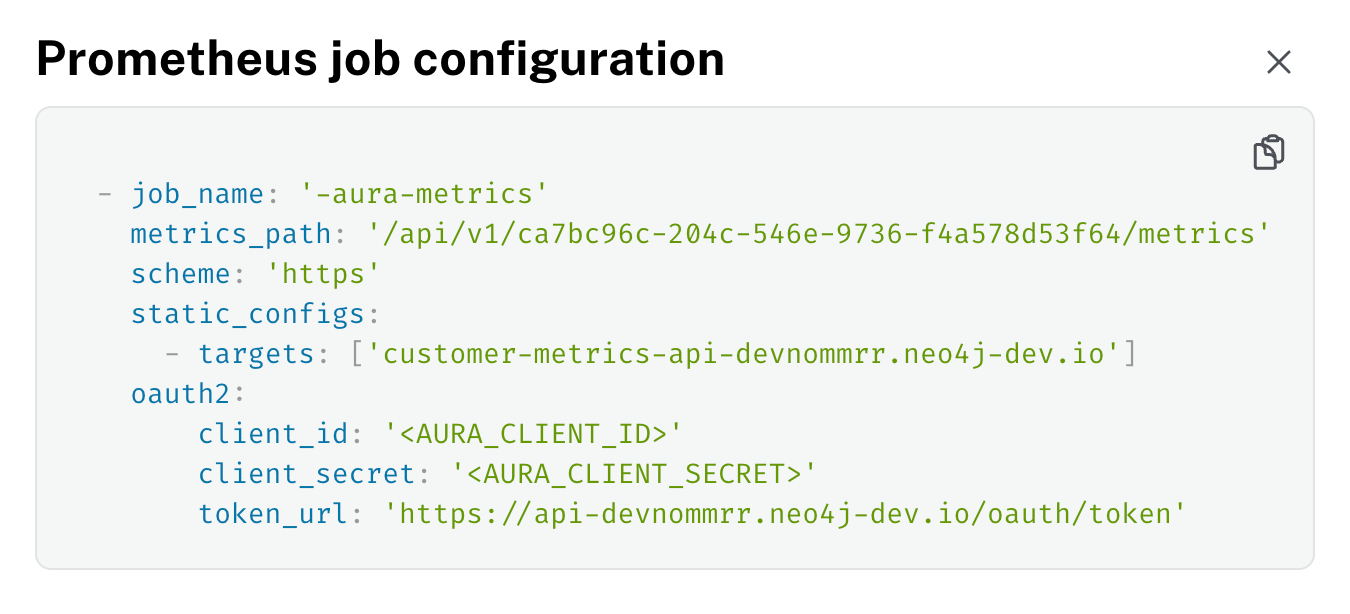 Prometheus job configuration
- job_name: '-aura-metrics'
metrics_path: '/api/v1/ca7bc96c-204c-546e-9736-f4a578d53f64/metrics'
scheme: 'https'
static_configs:
- targets: ['customer-metrics-api-devnommrr.neo4j-dev.io']
oauth2:
client_id: '<AURA_CLIENT_ID>'
client_secret: '<AURA_CLIENT_SECRET>'
token_url: 'https://api-devnommrr.neo4j-dev.io/oauth/token'